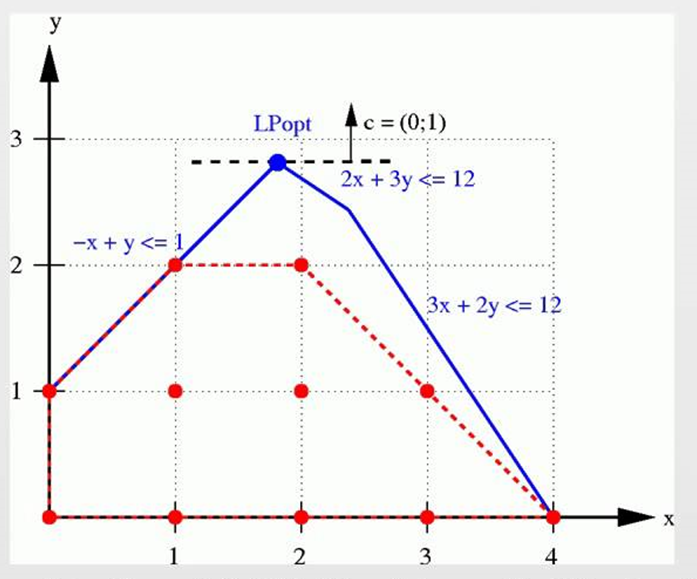 y
3
LPopt
c = (0;1)
2x + 3y <= 12
−x + y <= 1
2
3x + 2y <= 12
1
x
1 2 3 4